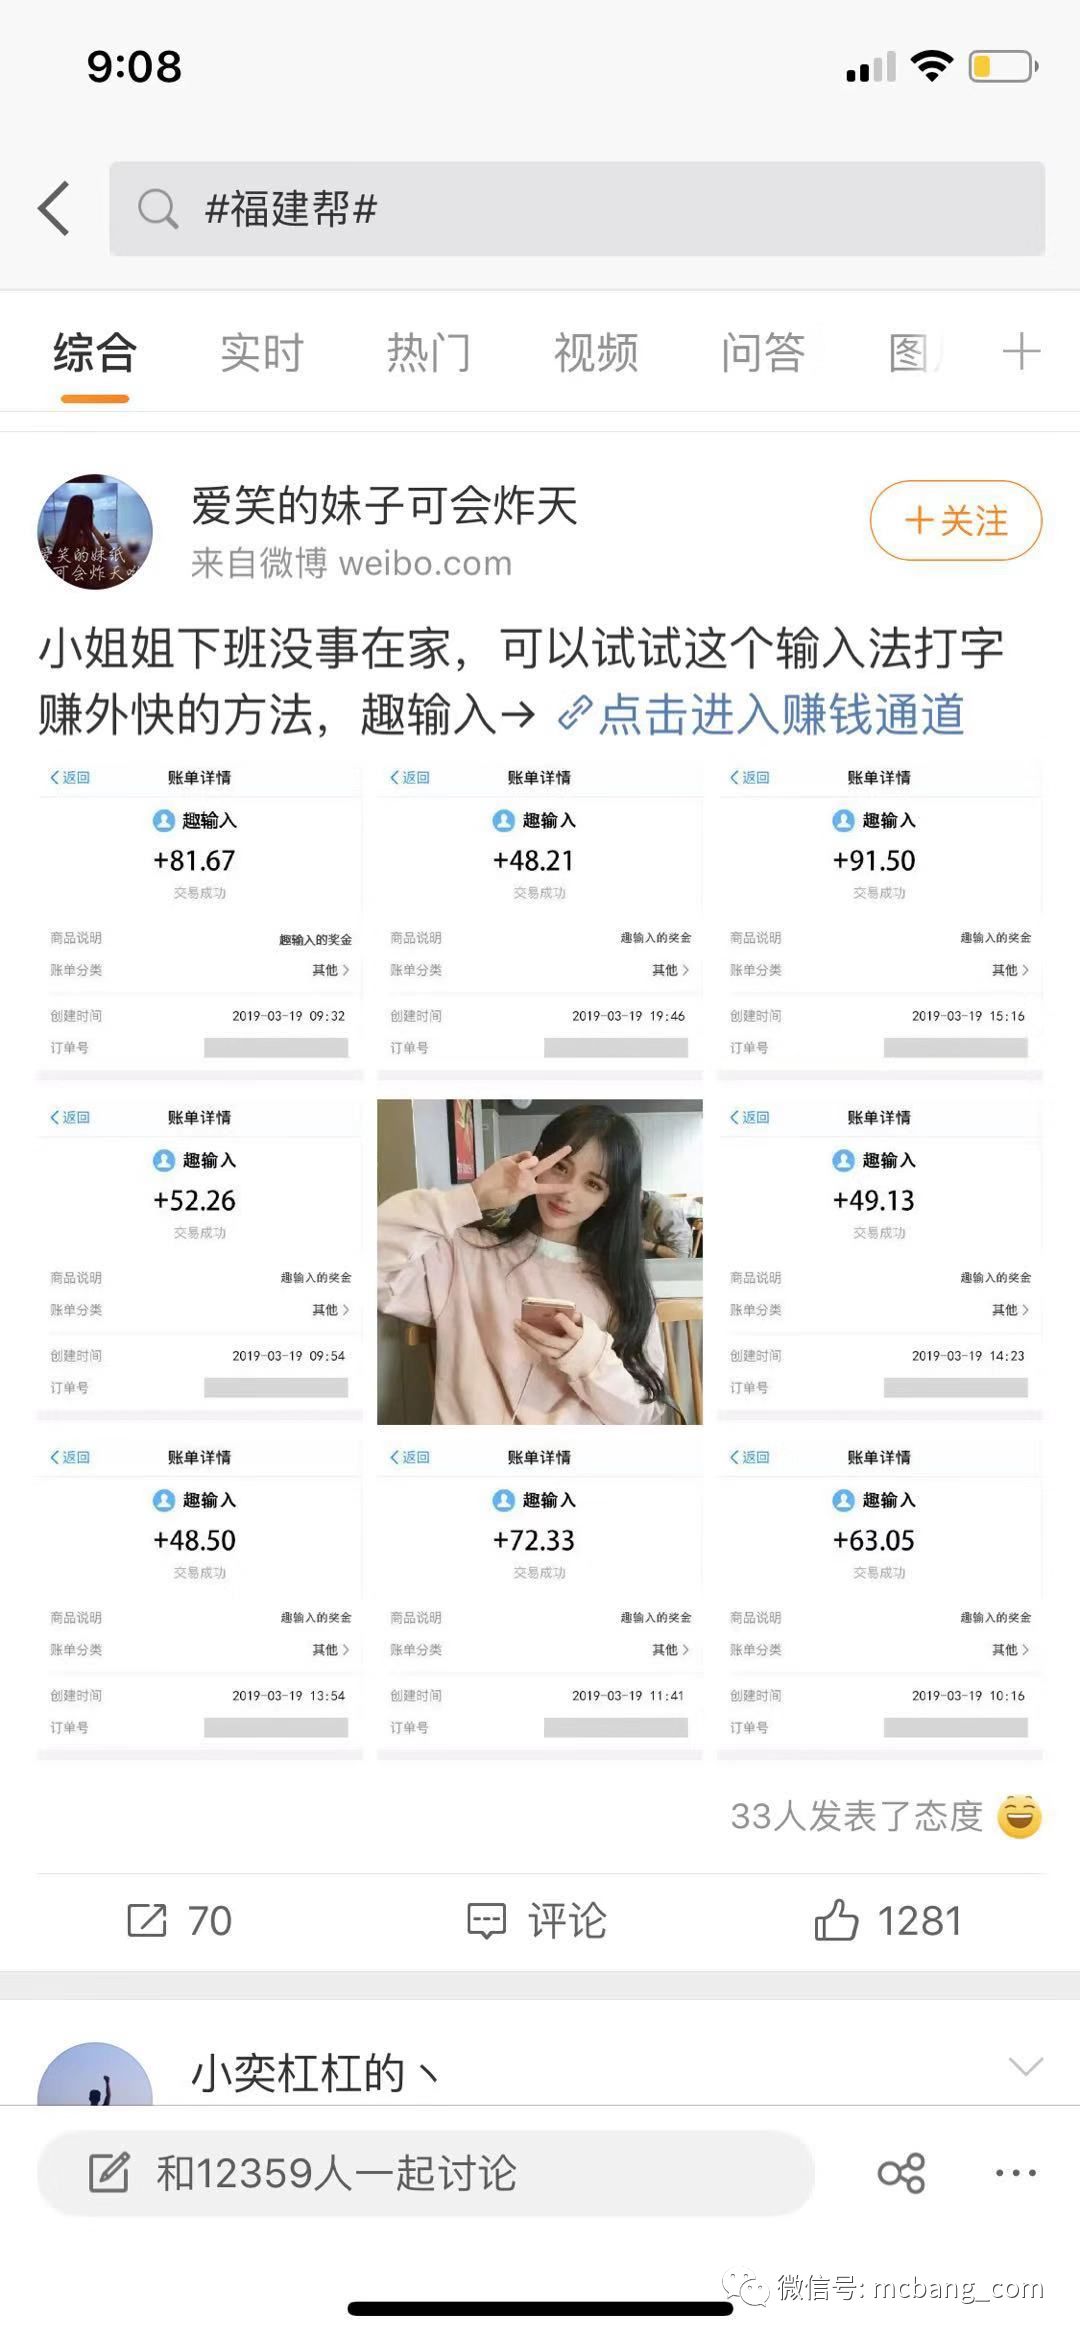 9:08
#福建帮#
综合 实时 热门 视频 问答 图
爱笑的妹子可会炸天
来自微博 weibo.com
+关注
爱笑的妹纸
可会炸天
小姐姐下班没事在家，可以试试这个输入法打字
赚外快的方法，趣输入→ 点击进入赚钱通道
返回 账单详情
趣输入
+81.67
交易成功
商品说明 趣输入的奖金
账单分类 其他
创建时间 2019-03-19 09:32
订单号
返回 账单详情
趣输入
+48.21
交易成功
商品说明 趣输入的奖金
账单分类 其他
创建时间 2019-03-19 19:46
订单号
返回 账单详情
趣输入
+91.50
交易成功
商品说明 趣输入的奖金
账单分类 其他
创建时间 2019-03-19 15:16
订单号
返回 账单详情
趣输入
+52.26
交易成功
商品说明 趣输入的奖金
账单分类 其他
创建时间 2019-03-19 09:54
订单号
返回 账单详情
趣输入
+49.13
交易成功
商品说明 趣输入的奖金
账单分类 其他
创建时间 2019-03-19 14:23
订单号
返回 账单详情
趣输入
+48.50
交易成功
商品说明 趣输入的奖金
账单分类 其他
创建时间 2019-03-19 13:54
订单号
返回 账单详情
趣输入
+72.33
交易成功
商品说明 趣输入的奖金
账单分类 其他
创建时间 2019-03-19 11:41
订单号
返回 账单详情
趣输入
+63.05
交易成功
商品说明 趣输入的奖金
账单分类 其他
创建时间 2019-03-19 10:16
订单号
33人发表了态度
70 评论 1281
小奕杠杠的丶
和12359人一起讨论
微信号: mcbang_com